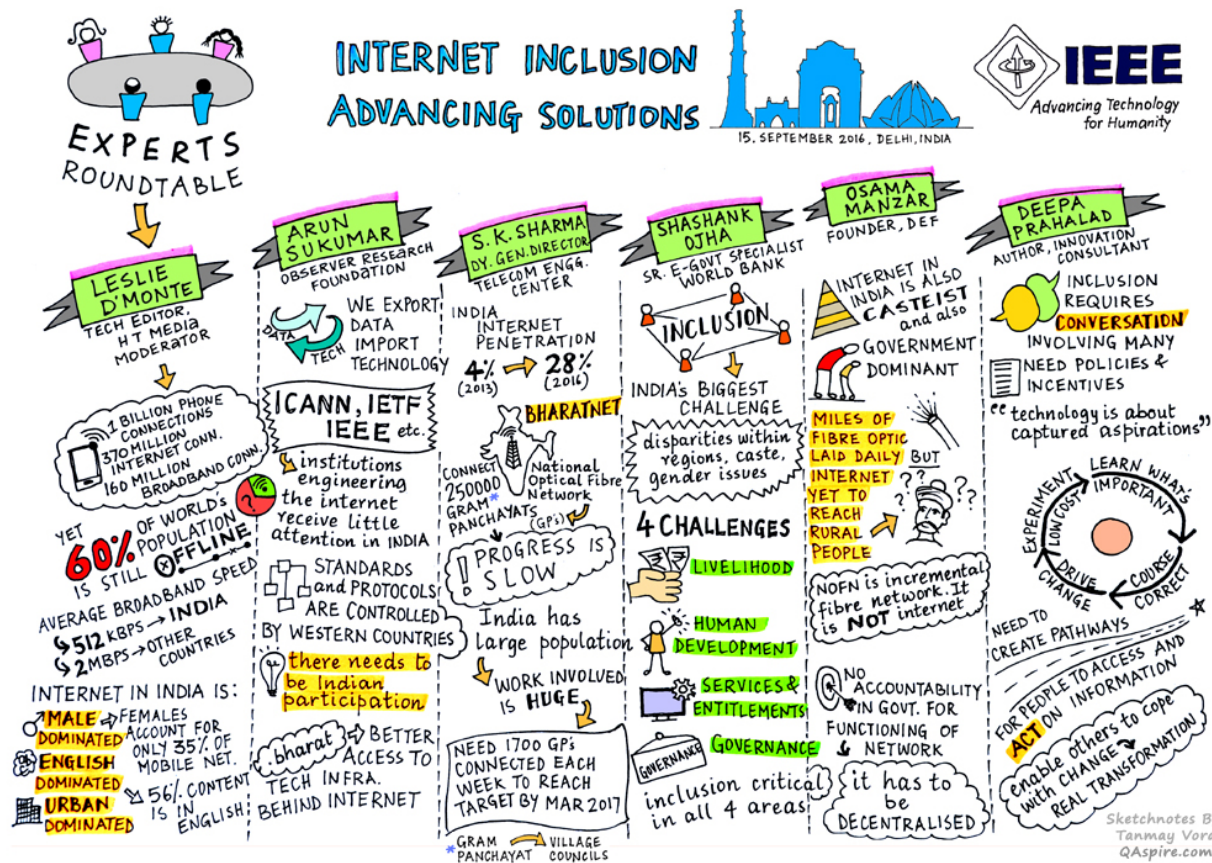 EXPERTS
ROUNDTABLE
INTERNET INCLUSION
ADVANCING SOLUTIONS
15. SEPTEMBER 2016, DELHI, INDIA
IEEE
Advancing Technology
for Humanity
LESLIE
D'MONTE
TECH EDITOR,
HT MEDIA
MODERATOR
1 BILLION PHONE
CONNECTIONS
370 MILLION
INTERNET CONN.
160 MILLION
BROADBAND CONN.
YET
60% OF WORLD'S
POPULATION
IS STILL OFFLINE
AVERAGE BROADBAND SPEED
512 KBPS → INDIA
2 MBPS → OTHER
COUNTRIES
INTERNET IN INDIA IS:
MALE
DOMINATED
FEMALES
ACCOUNT FOR
ONLY 35% OF
MOBILE NET.
ENGLISH
DOMINATED
56% CONTENT
IS IN
ENGLISH
URBAN
DOMINATED
ARUN
SUKUMAR
OBSERVER RESEARCH
FOUNDATION
DATA
TECH
WE EXPORT
DATA
IMPORT
TECHNOLOGY
ICANN, IETF
IEEE etc.
institutions
engineering
the internet
receive little
attention in INDIA
STANDARDS
and PROTOCOLS
ARE CONTROLLED
BY WESTERN COUNTRIES
there needs to
be Indian
participation
.bharat
BETTER
ACCESS TO
TECH INFRA.
BEHIND INTERNET
S.K. SHARMA
DY. GEN. DIRECTOR
TELECOM ENGG.
CENTER
INDIA
INTERNET
PENETRATION
4% → 28%
(2013) (2016)
BHARATNET
CONNECT
250000
GRAM*
PANCHAYATS
(GP's)
National
Optical Fibre
Network
! PROGRESS IS
SLOW
India has
Large population
WORK INVOLVED
IS HUGE
NEED 1700 GP's
CONNECTED EACH
WEEK TO REACH
TARGET BY MAR 2017
*GRAM PANCHAYAT → VILLAGE COUNCILS
SHASHANK
OJHA
SR. E-GOVT SPECIALIST
WORLD BANK
INCLUSION
INDIA'S BIGGEST
CHALLENGE
disparities within
regions, caste,
gender issues
4 CHALLENGES
LIVELIHOOD
HUMAN
DEVELOPMENT
SERVICES &
ENTITLEMENTS
GOVERNANCE
GOVERNANCE
inclusion critical
in all 4 areas
OSAMA
MANZAR
FOUNDER, DEF
INTERNET IN
INDIA IS ALSO
CASTEIST
and also
GOVERNMENT
DOMINANT
MILES OF
FIBRE OPTIC
LAID DAILY BUT
INTERNET
YET TO
REACH
RURAL
PEOPLE
? ? ? ?
NOFN is incremental
fibre network. It
is NOT internet
NO
ACCOUNTABILITY
IN GOVT. FOR
FUNCTIONING OF
NETWORK
it has to
be
DECENTRALISED
DEEPA
PRAHALAD
AUTHOR, INNOVATION
CONSULTANT
INCLUSION
REQUIRES
CONVERSATION
INVOLVING MANY
NEED POLICIES &
INCENTIVES
"technology is about
captured aspirations"
LEARN WHAT'S
IMPORTANT
COURSE
CORRECT
DRIVE
CHANGE
EXPERIMENT
LOW COST
NEED TO
CREATE PATHWAYS
FOR PEOPLE TO ACCESS AND
ACT ON INFORMATION
enable others to cope
with CHANGE →
REAL TRANSFORMATION
Sketchnotes B
Tanmay Vora
QAspire.com